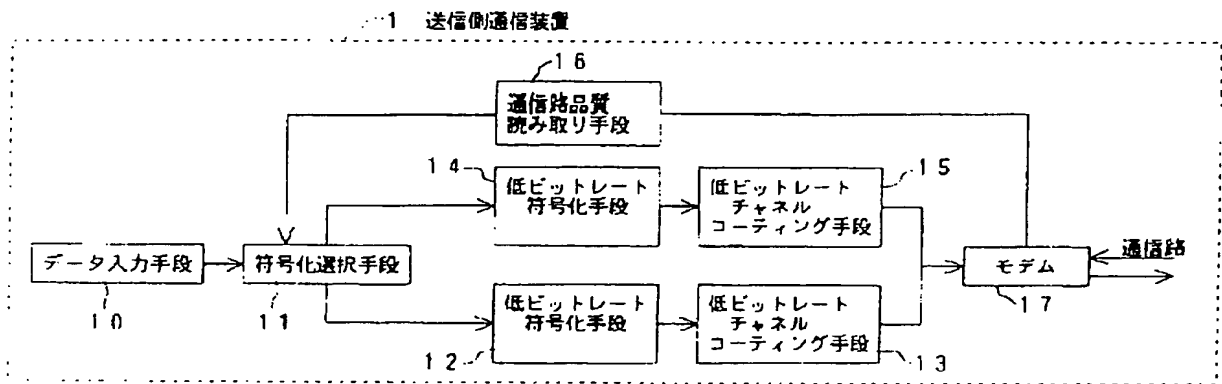 1 送信側通信装置
16
通信路品質
読み取り手段
14
低ビットレート
符号化手段
15
低ビットレート
チャネル
コーディング手段
データ入力手段
10
符号化選択手段
11
モデム
17
通信路
低ビットレート
符号化手段
12
低ビットレート
チャネル
コーティング手段
13